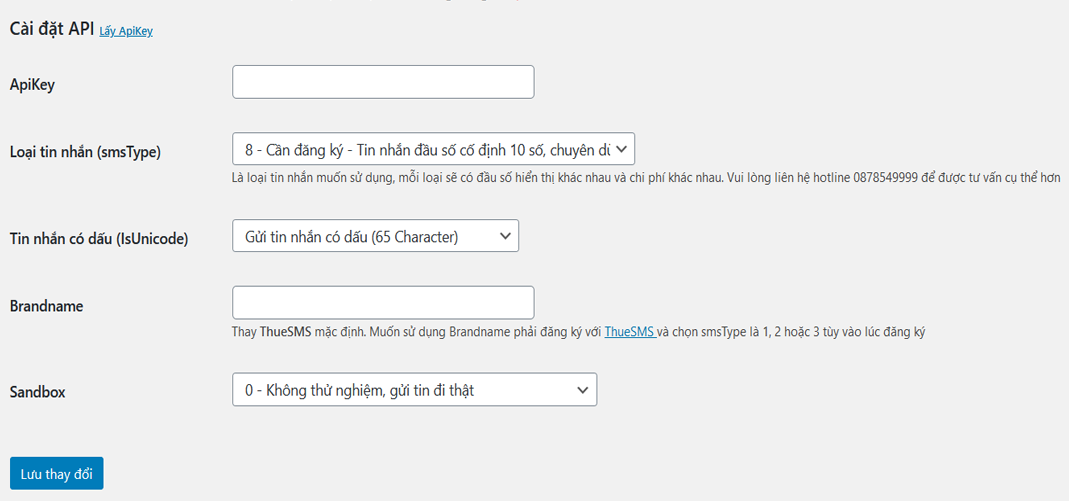 Cài đặt API Lấy ApiKey
ApiKey
Loại tin nhắn (smsType)
8 - Cần đăng ký - Tin nhắn đầu số cố định 10 số, chuyên dù
Là loại tin nhắn muốn sử dụng, mỗi loại sẽ có đầu số hiển thị khác nhau và chi phí khác nhau. Vui lòng liên hệ hotline 0878549999 để được tư vấn cụ thể hơn
Tin nhắn có dấu (IsUnicode)
Gửi tin nhắn có dấu (65 Character)
Brandname
Thay ThueSMS mặc định. Muốn sử dụng Brandname phải đăng ký với ThueSMS và chọn smsType là 1, 2 hoặc 3 tùy vào lúc đăng ký
Sandbox
0 - Không thử nghiệm, gửi tin đi thật
Lưu thay đổi